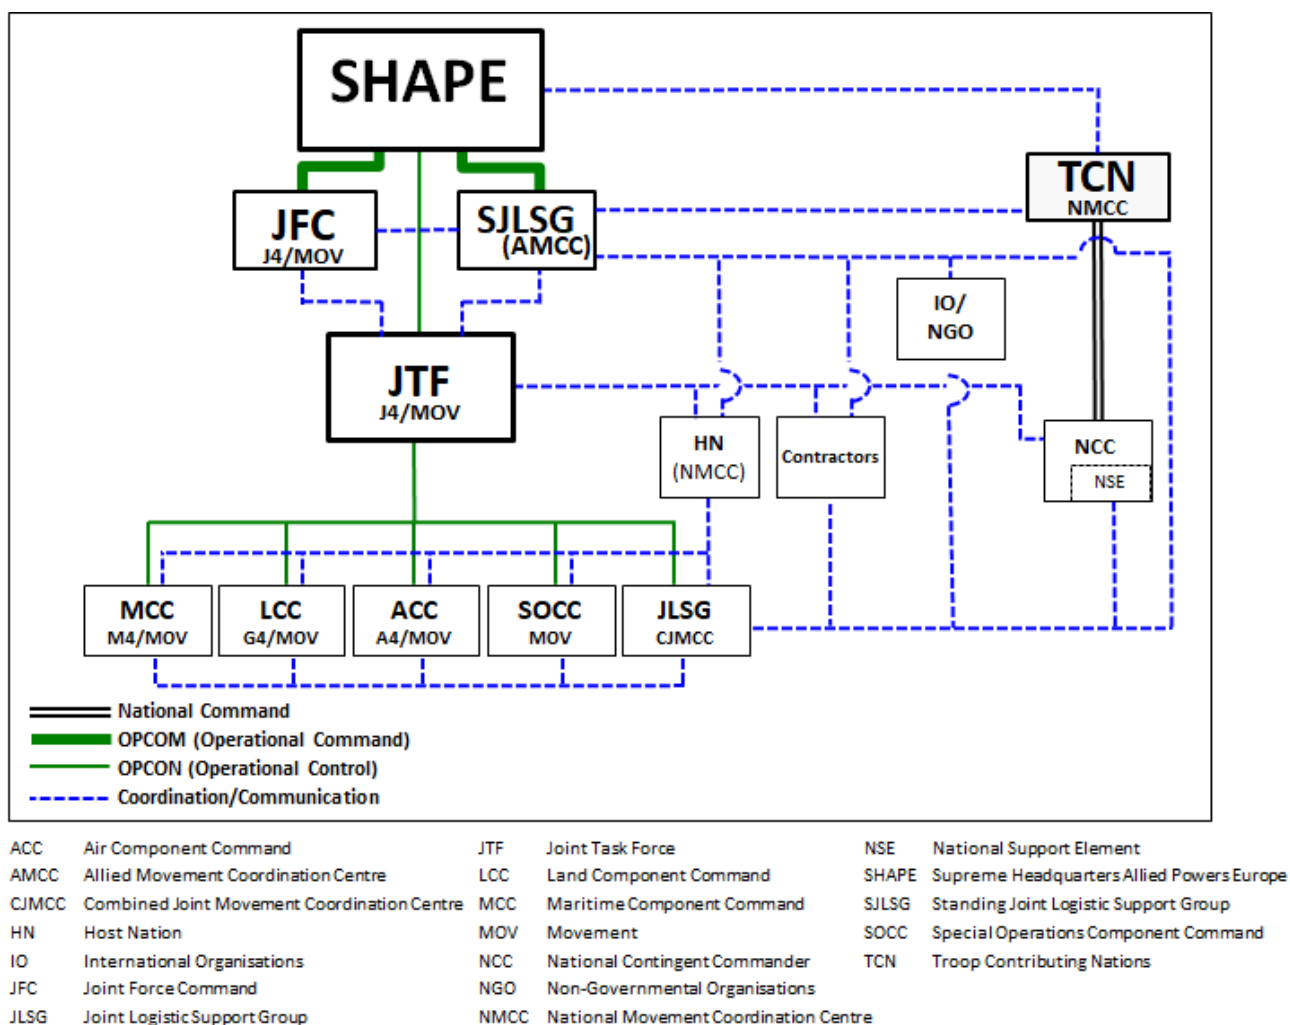 SHAPE
TCN
NMCC
JFC
J4/MOV
SJLSG
(AMCC)
IO/
NGO
JTF
J4/MOV
HN
(NMCC)
Contractors
NCC
NSE
MCC
M4/MOV
LCC
G4/MOV
ACC
A4/MOV
SOCC
MOV
JLSG
CJMCC
National Command
OPCOM (Operational Command)
OPCON (Operational Control)
Coordination/Communication
ACC Air Component Command
AMCC Allied Movement Coordination Centre
CJMCC Combined Joint Movement Coordination Centre
HN Host Nation
IO International Organisations
JFC Joint Force Command
JLSG Joint Logistic Support Group
JTF Joint Task Force
LCC Land Component Command
MCC Maritime Component Command
MOV Movement
NCC National Contingent Commander
NGO Non-Governmental Organisations
NMCC National Movement Coordination Centre
NSE National Support Element
SHAPE Supreme Headquarters Allied Powers Europe
SJLSG Standing Joint Logistic Support Group
SOCC Special Operations Component Command
TCN Troop Contributing Nations